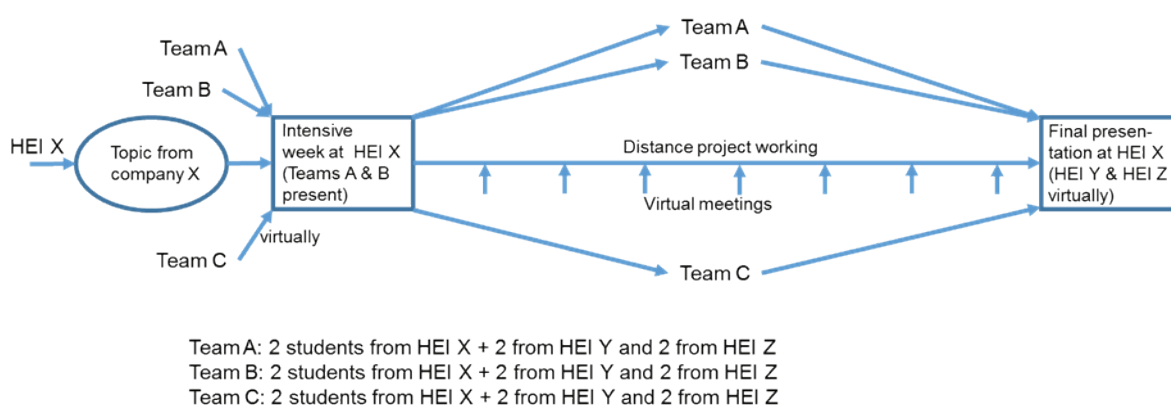 Team A
Team B
HEI X
Topic from
company X
Intensive
week at HEI X
(Teams A & B
present)
virtually
Team C
Team A
Team B
Distance project working
Virtual meetings
Team C
Final presen-
tation at HEI X
(HEI Y & HEI Z
virtually)
Team A: 2 students from HEI X + 2 from HEI Y and 2 from HEI Z
Team B: 2 students from HEI X + 2 from HEI Y and 2 from HEI Z
Team C: 2 students from HEI X + 2 from HEI Y and 2 from HEI Z